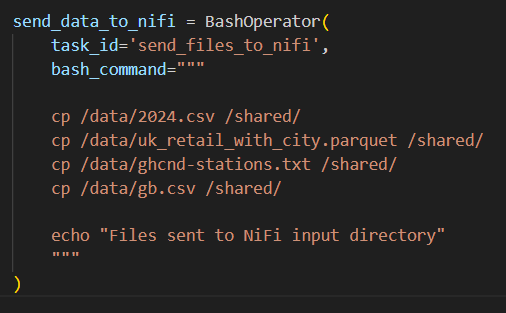 send_data_to_nifi = BashOperator(
    task_id='send_files_to_nifi',
    bash_command="""

    cp /data/2024.csv /shared/
    cp /data/uk_retail_with_city.parquet /shared/
    cp /data/ghcnd-stations.txt /shared/
    cp /data/gb.csv /shared/

    echo "Files sent to NiFi input directory"
    """
)